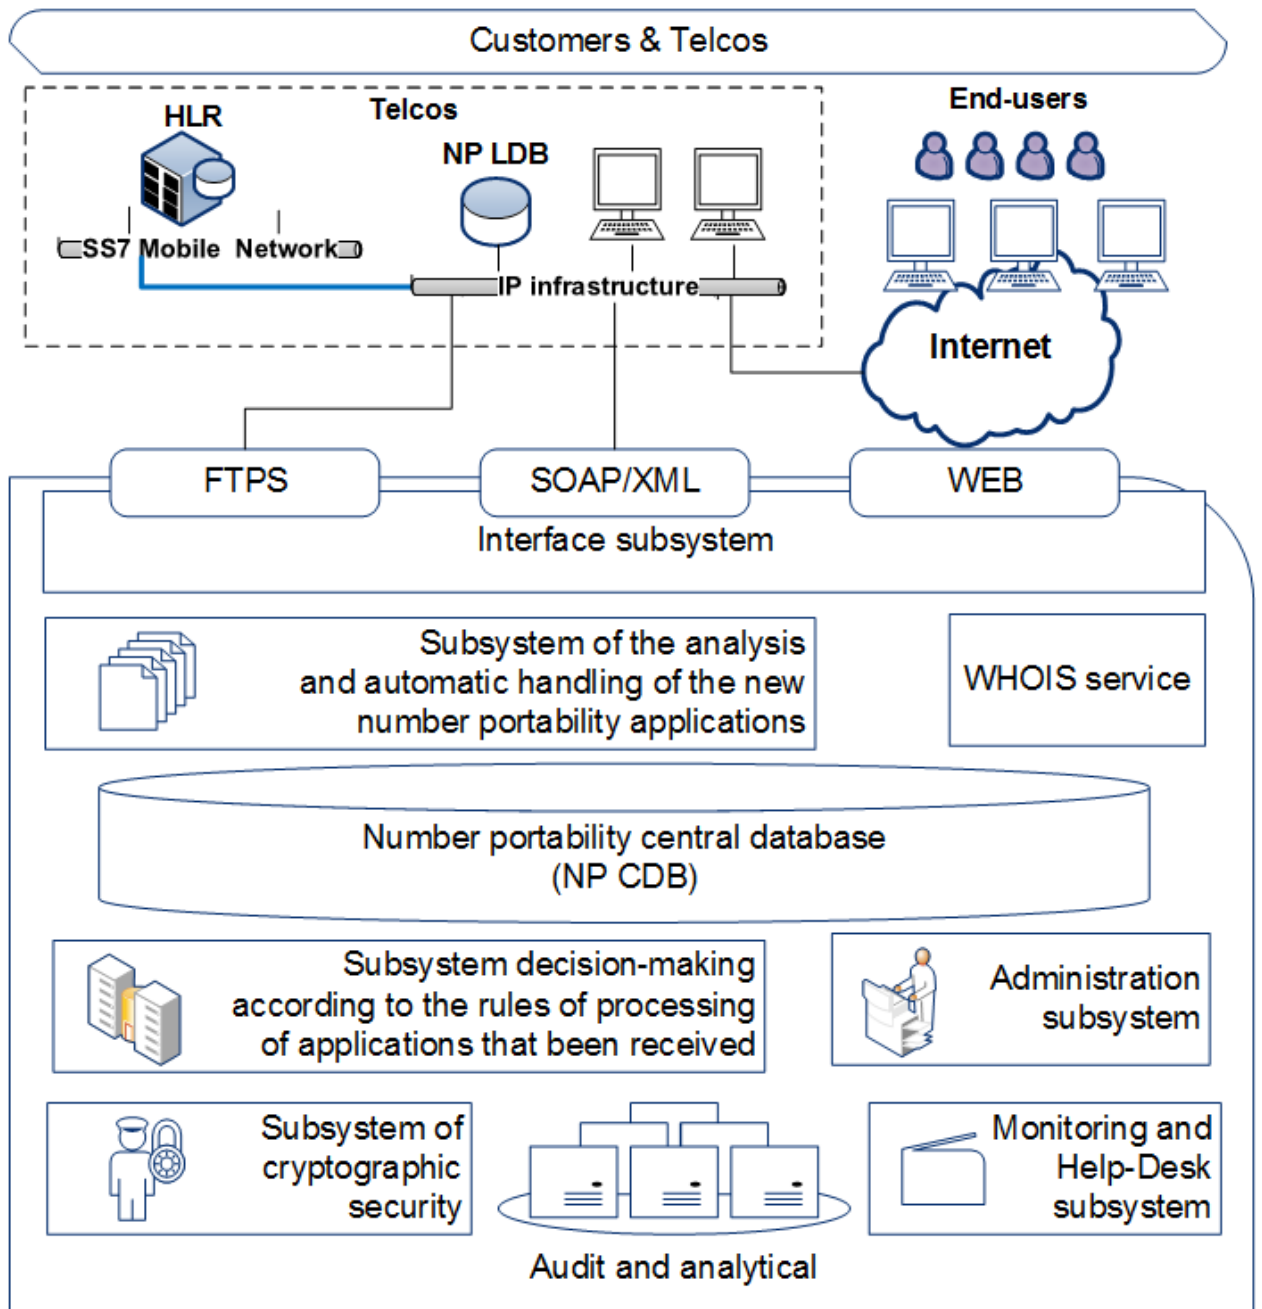 Customers & Telcos
HLR
Telcos
End-users
NP LDB
SS7 Mobile Network
IP infrastructure
Internet
FTPS
SOAP/XML
WEB
Interface subsystem
Subsystem of the analysis
and automatic handling of the new
number portability applications
WHOIS service
Number portability central database
(NP CDB)
Subsystem decision-making
according to the rules of processing
of applications that been received
Administration
subsystem
Subsystem of
cryptographic
security
Monitoring and
Help-Desk
subsystem
Audit and analytical